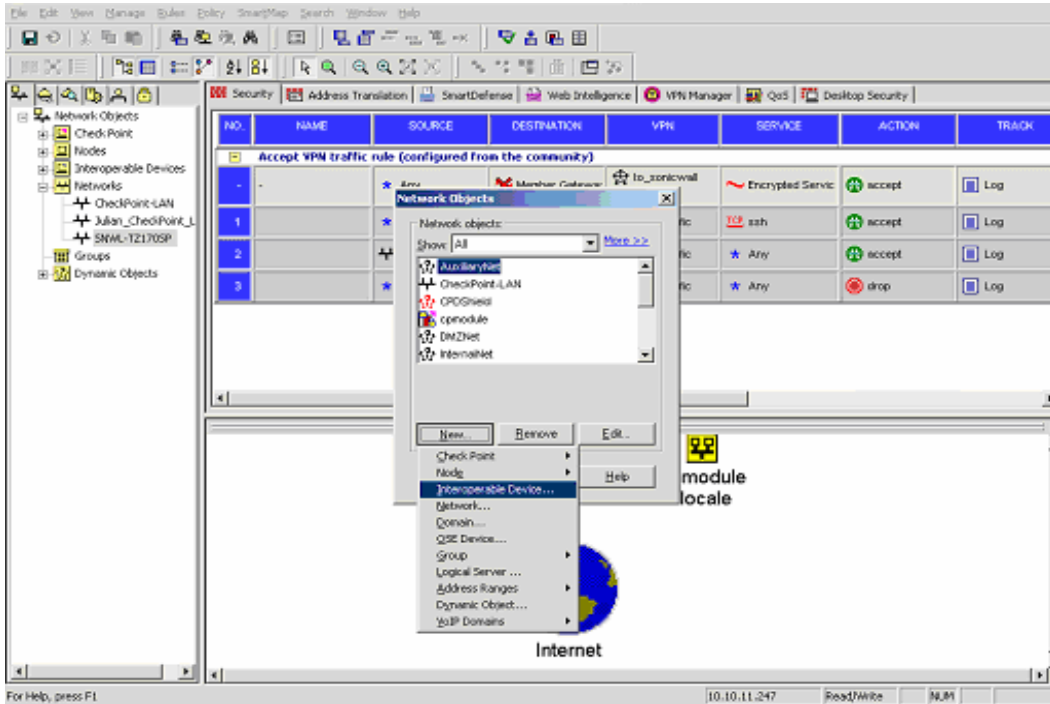 File Edit View Manage Rules Policy SmartMap Search Window Help
Security Address Translation SmartDefense Web Intelligence VPN Manager QoS Desktop Security
Network Objects
Check Point
Nodes
Interoperable Devices
Networks
CheckPoint-LAN
Julian_CheckPoint_L
SNWL-TZ170SP
Groups
Dynamic Objects
NO. NAME SOURCE DESTINATION VPN SERVICE ACTION TRACK
Accept VPN traffic rule (configured from the community)
- - Any Member Gateway to_sonicwall Encrypted Servic accept Log
1 ssh accept Log
2 Any accept Log
3 Any drop Log
Network Objects
Network objects:
Show: All More >>
AuxiliaryNet
CheckPoint-LAN
CPDShield
cpmodule
DMZNet
InternalNet
New... Remove Edit...
Help
Check Point
Node
Interoperable Device...
Network...
Domain...
OSE Device...
Group
Logical Server ...
Address Ranges
Dynamic Object...
VoIP Domains
module
locale
Internet
For Help, press F1 10.10.11.247 Read/Write NUM